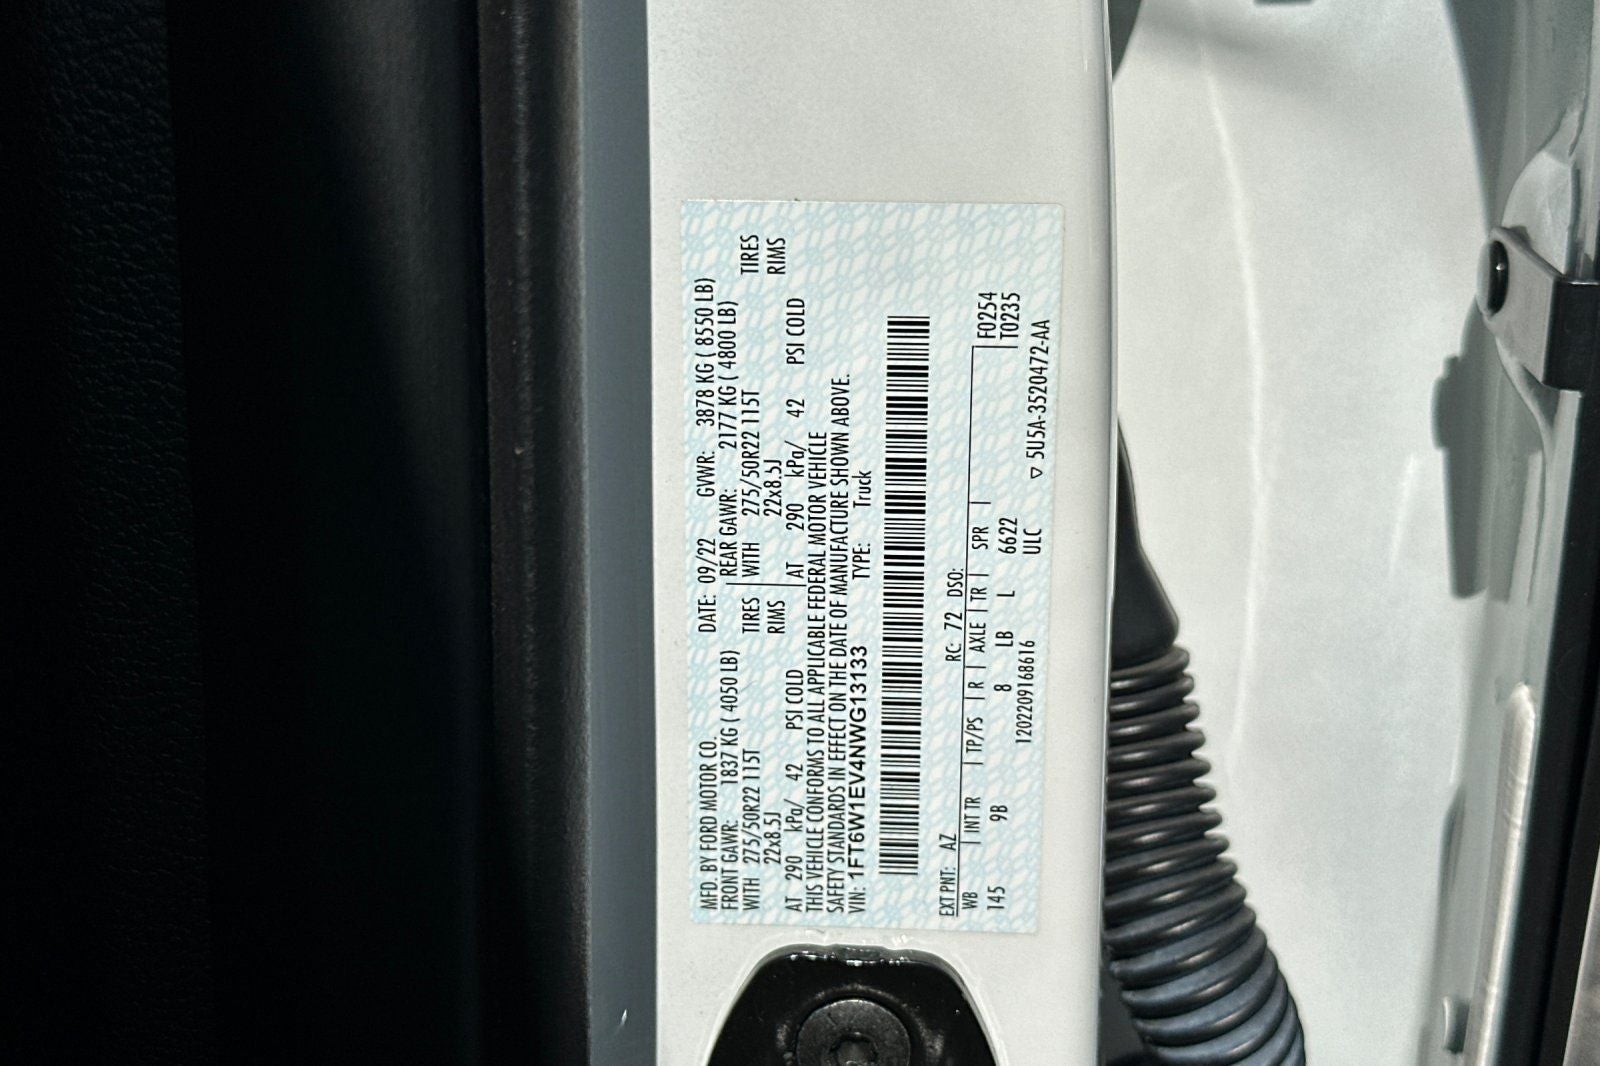 MFD. BY FORD MOTOR CO.
DATE: 09/22 GVWR: 3878 KG ( 8550 LB)
FRONT GAWR: 1837 KG ( 4050 LB) REAR GAWR: 2177 KG ( 4800 LB)
WITH 275/50R22 115T TIRES WITH 275/50R22 115T TIRES
22x8.5J RIMS 22x8.5J RIMS
AT 290 kPa/ 42 PSI COLD AT 290 kPa/ 42 PSI COLD
THIS VEHICLE CONFORMS TO ALL APPLICABLE FEDERAL MOTOR VEHICLE
SAFETY STANDARDS IN EFFECT ON THE DATE OF MANUFACTURE SHOWN ABOVE.
VIN: 1FT6W1EV4NWG13133 TYPE: Truck
EXT PNT: AZ RC: 72 DSO:
WB INT TR TP/PS R AXLE TR SPR F0254
145 9B 8 LB L 6622 T0235
120220916​8616 ULC ▽ 5U5A-3520472-AA